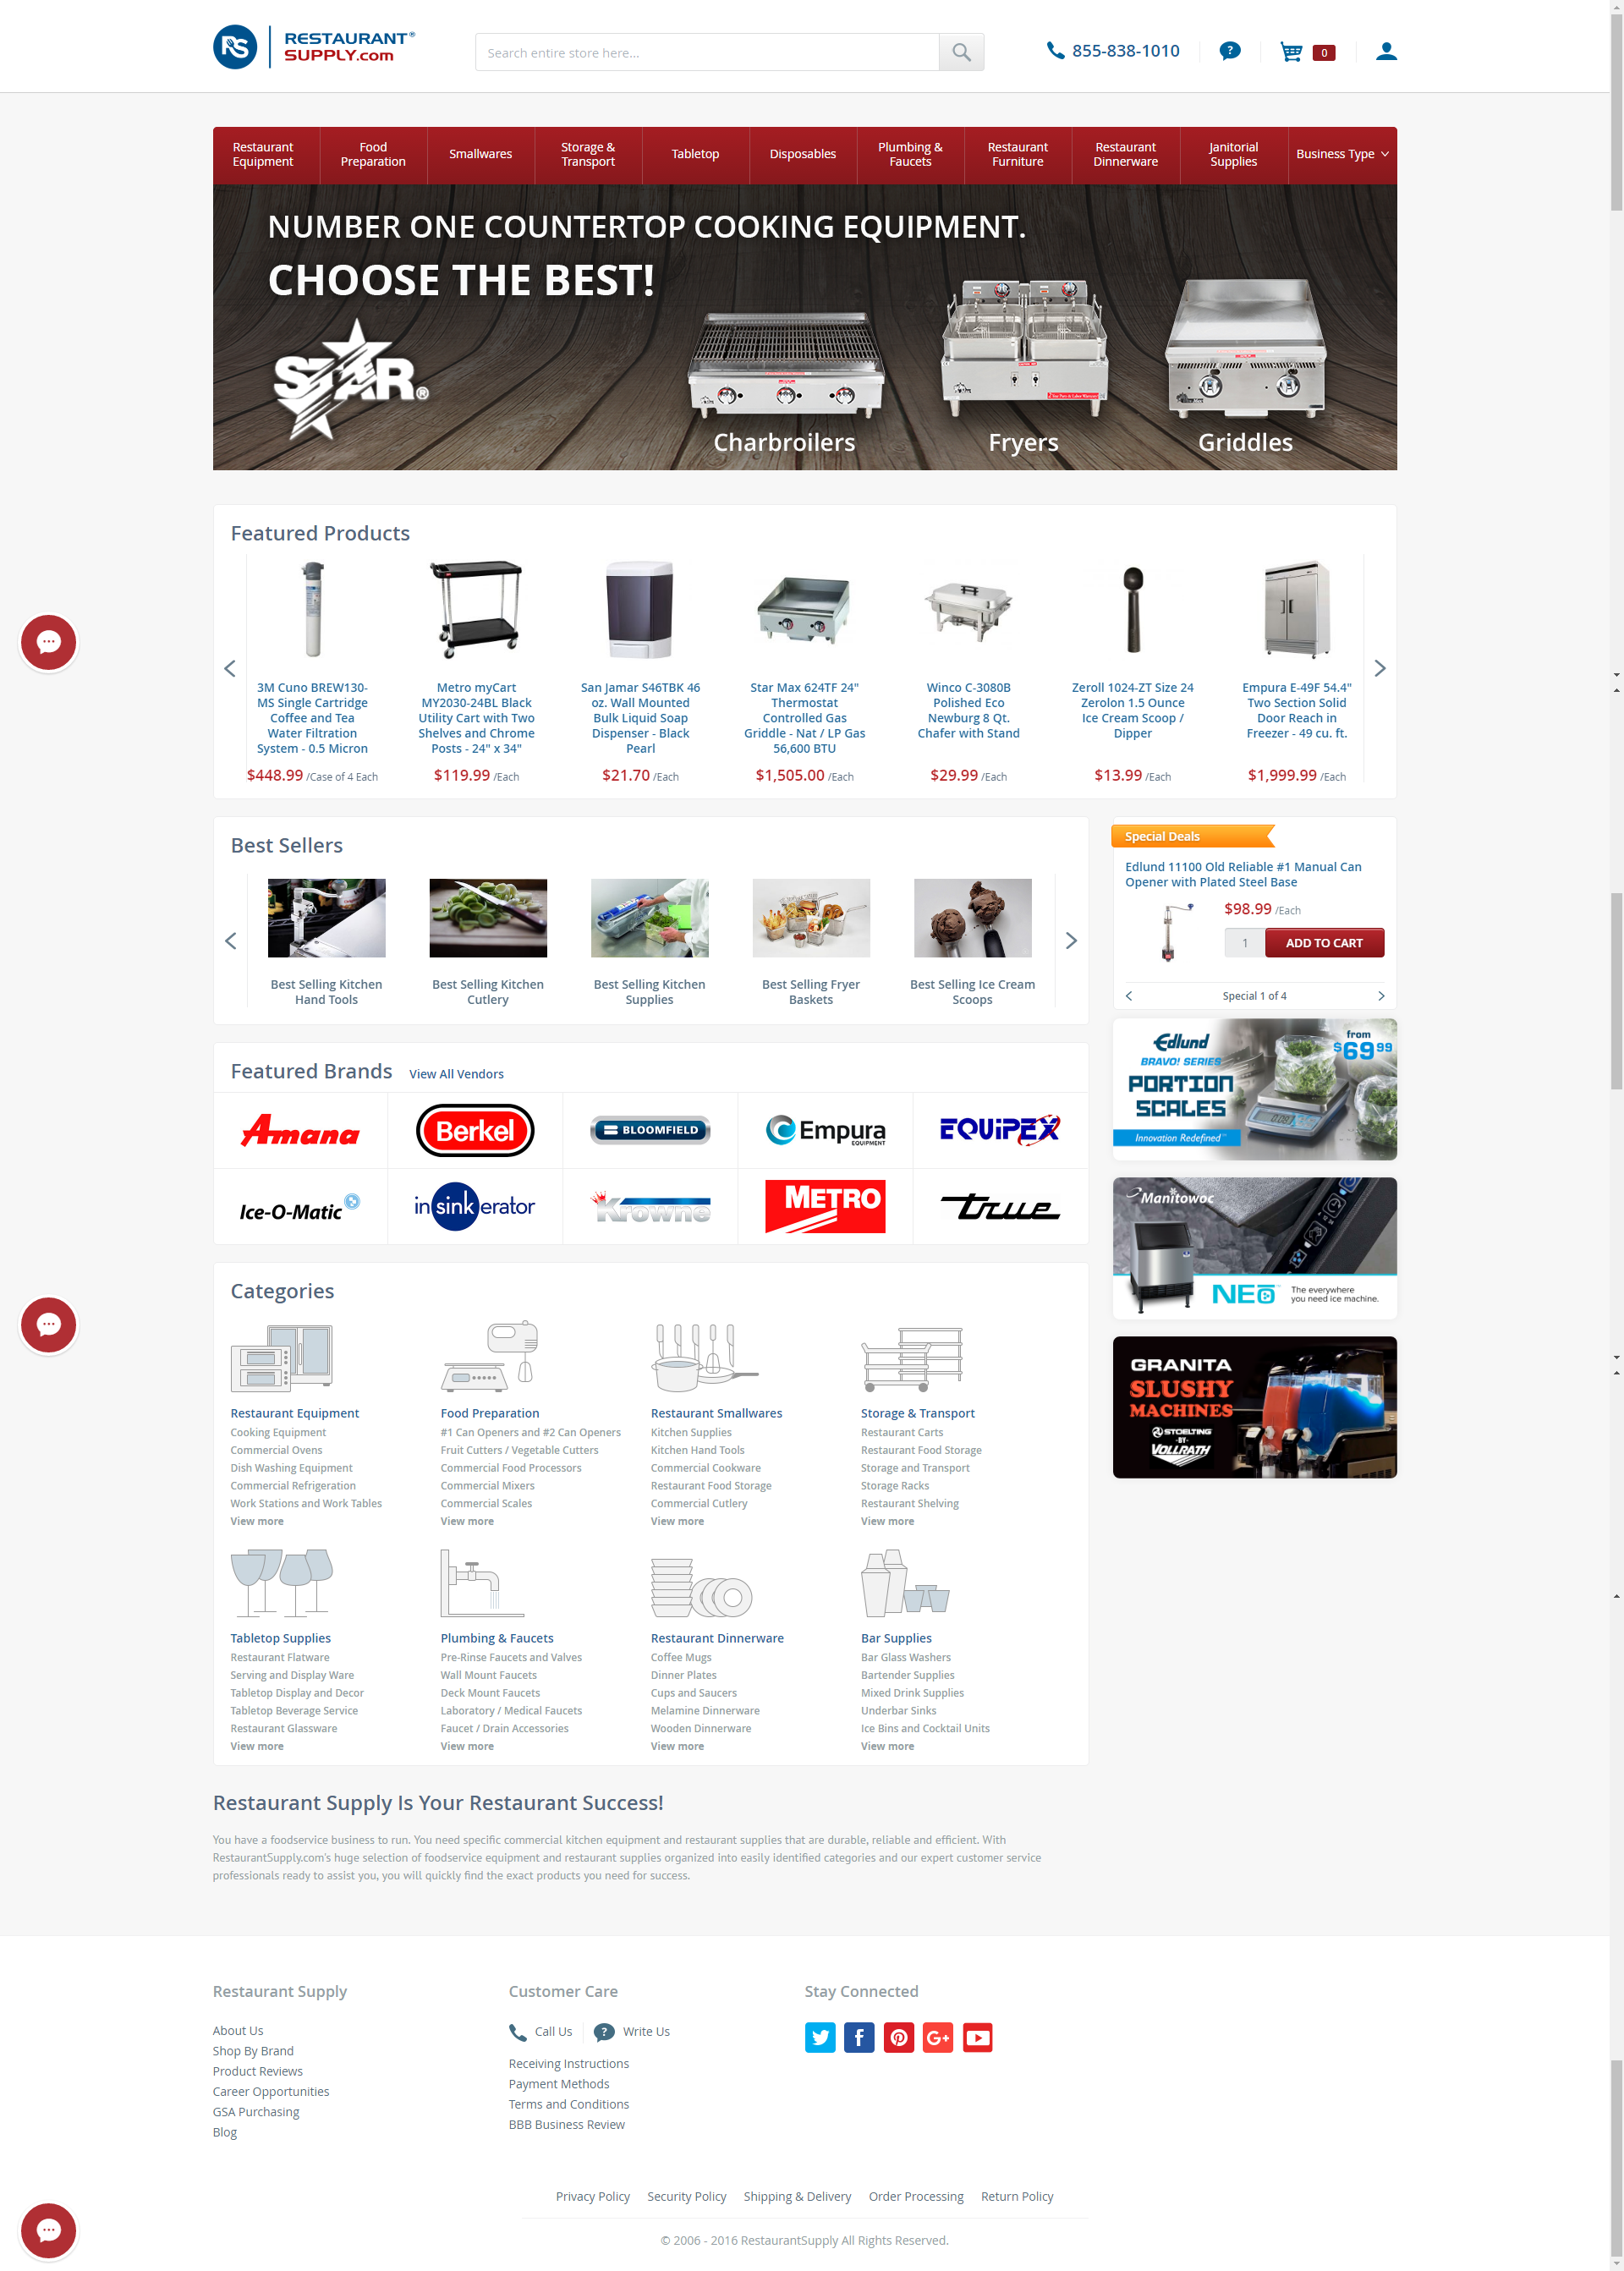 RS
RESTAURANT®
SUPPLY.com
Search entire store here...
855-838-1010
?
0
Restaurant
Equipment
Food
Preparation
Smallwares
Storage &
Transport
Tabletop
Disposables
Plumbing &
Faucets
Restaurant
Furniture
Restaurant
Dinnerware
Janitorial
Supplies
Business Type
NUMBER ONE COUNTERTOP COOKING EQUIPMENT.
CHOOSE THE BEST!
STAR®
Charbroilers
Fryers
Griddles
Featured Products
3M Cuno BREW130-
MS Single Cartridge
Coffee and Tea
Water Filtration
System - 0.5 Micron
$448.99 /Case of 4 Each
Metro myCart
MY2030-24BL Black
Utility Cart with Two
Shelves and Chrome
Posts - 24" x 34"
$119.99 /Each
San Jamar S46TBK 46
oz. Wall Mounted
Bulk Liquid Soap
Dispenser - Black
Pearl
$21.70 /Each
Star Max 624TF 24"
Thermostat
Controlled Gas
Griddle - Nat / LP Gas
56,600 BTU
$1,505.00 /Each
Winco C-3080B
Polished Eco
Newburg 8 Qt.
Chafer with Stand
$29.99 /Each
Zeroll 1024-ZT Size 24
Zerolon 1.5 Ounce
Ice Cream Scoop /
Dipper
$13.99 /Each
Empura E-49F 54.4"
Two Section Solid
Door Reach in
Freezer - 49 cu. ft.
$1,999.99 /Each
Best Sellers
Best Selling Kitchen
Hand Tools
Best Selling Kitchen
Cutlery
Best Selling Kitchen
Supplies
Best Selling Fryer
Baskets
Best Selling Ice Cream
Scoops
Special Deals
Edlund 11100 Old Reliable #1 Manual Can
Opener with Plated Steel Base
$98.99 /Each
1
ADD TO CART
Special 1 of 4
Edlund
BRAVO! SERIES
PORTION
SCALES
Innovation Redefined™
from
$69 99
Manitowoc
NEO
The everywhere
you need ice machine.
GRANITA
SLUSHY
MACHINES
STOELTING
-BY-
VOLLRATH
Featured Brands
View All Vendors
Amana
Berkel
BLOOMFIELD
Empura
EQUIPMENT
EQUIPEX
Ice-O-Matic
insinkerator
Krowne
METRO
true
Categories
Restaurant Equipment
Cooking Equipment
Commercial Ovens
Dish Washing Equipment
Commercial Refrigeration
Work Stations and Work Tables
View more
Food Preparation
#1 Can Openers and #2 Can Openers
Fruit Cutters / Vegetable Cutters
Commercial Food Processors
Commercial Mixers
Commercial Scales
View more
Restaurant Smallwares
Kitchen Supplies
Kitchen Hand Tools
Commercial Cookware
Restaurant Food Storage
Commercial Cutlery
View more
Storage & Transport
Restaurant Carts
Restaurant Food Storage
Storage and Transport
Storage Racks
Restaurant Shelving
View more
Tabletop Supplies
Restaurant Flatware
Serving and Display Ware
Tabletop Display and Decor
Tabletop Beverage Service
Restaurant Glassware
View more
Plumbing & Faucets
Pre-Rinse Faucets and Valves
Wall Mount Faucets
Deck Mount Faucets
Laboratory / Medical Faucets
Faucet / Drain Accessories
View more
Restaurant Dinnerware
Coffee Mugs
Dinner Plates
Cups and Saucers
Melamine Dinnerware
Wooden Dinnerware
View more
Bar Supplies
Bar Glass Washers
Bartender Supplies
Mixed Drink Supplies
Underbar Sinks
Ice Bins and Cocktail Units
View more
Restaurant Supply Is Your Restaurant Success!
You have a foodservice business to run. You need specific commercial kitchen equipment and restaurant supplies that are durable, reliable and efficient. With
RestaurantSupply.com's huge selection of foodservice equipment and restaurant supplies organized into easily identified categories and our expert customer service
professionals ready to assist you, you will quickly find the exact products you need for success.
Restaurant Supply
About Us
Shop By Brand
Product Reviews
Career Opportunities
GSA Purchasing
Blog
Customer Care
Call Us
?
Write Us
Receiving Instructions
Payment Methods
Terms and Conditions
BBB Business Review
Stay Connected
f
G+
Privacy Policy
Security Policy
Shipping & Delivery
Order Processing
Return Policy
© 2006 - 2016 RestaurantSupply All Rights Reserved.